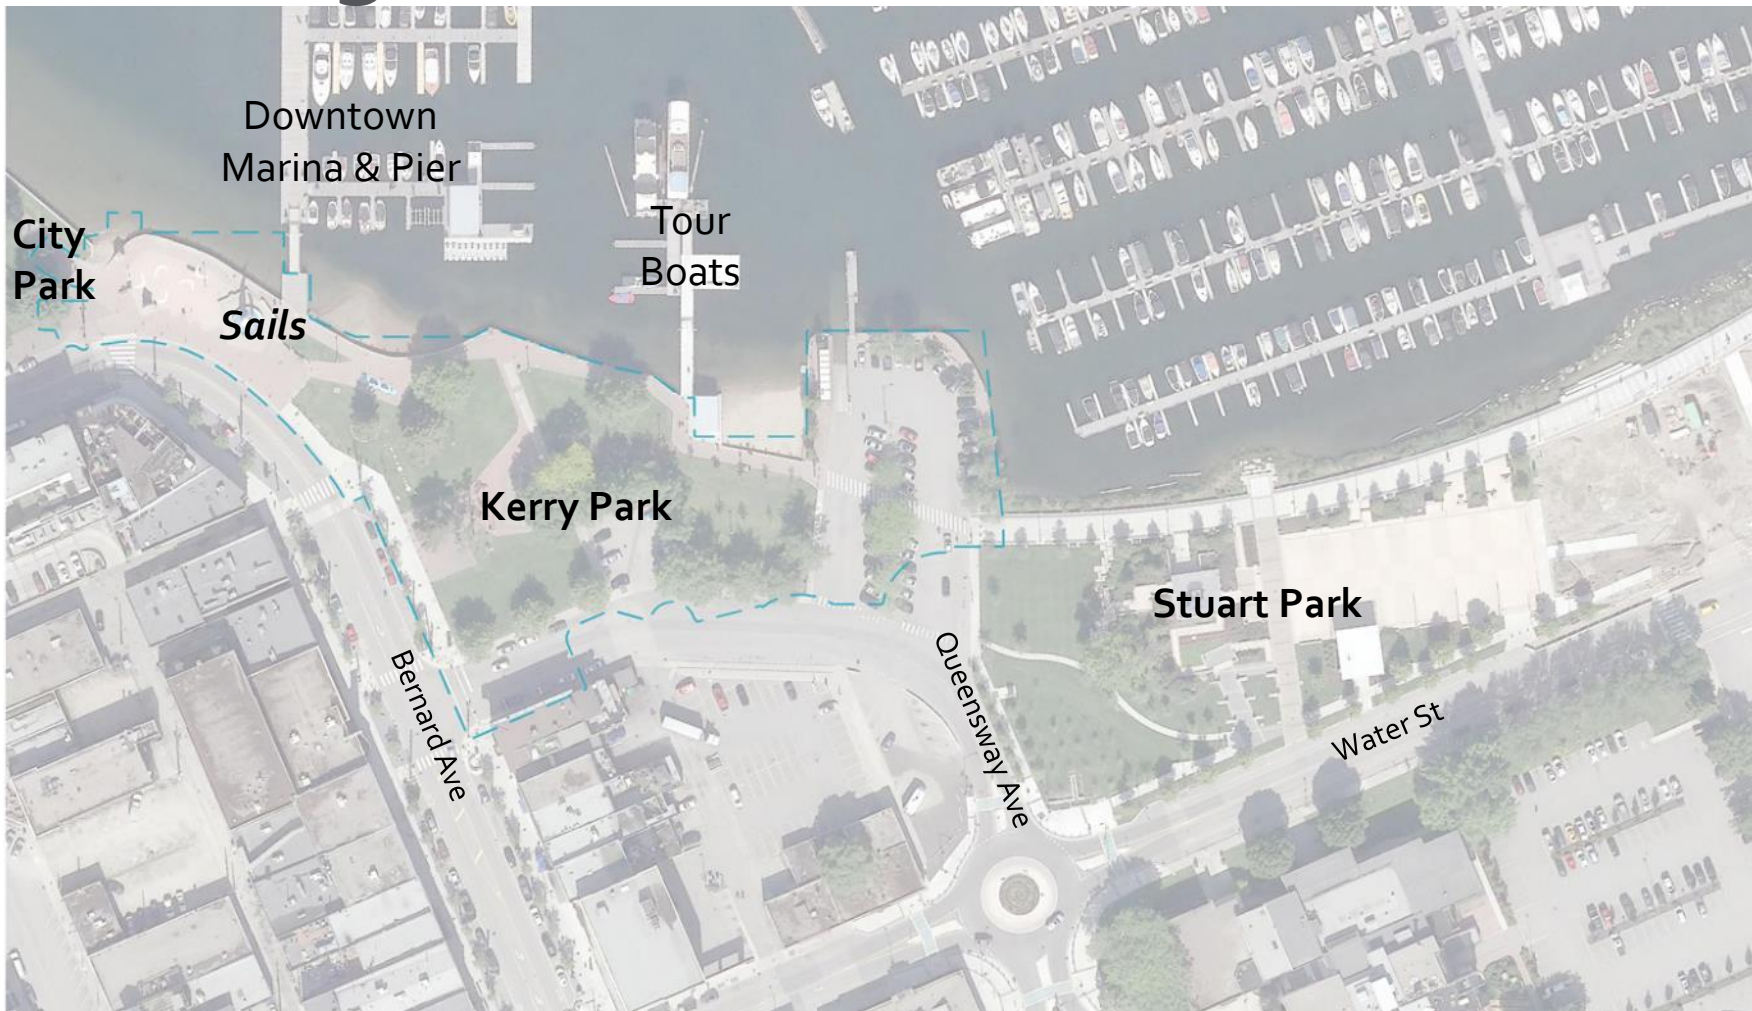 Downtown
Marina & Pier
Tour
Boats
City
Park
Sails
Kerry Park
Stuart Park
Bernard Ave
Queensway Ave
Water St